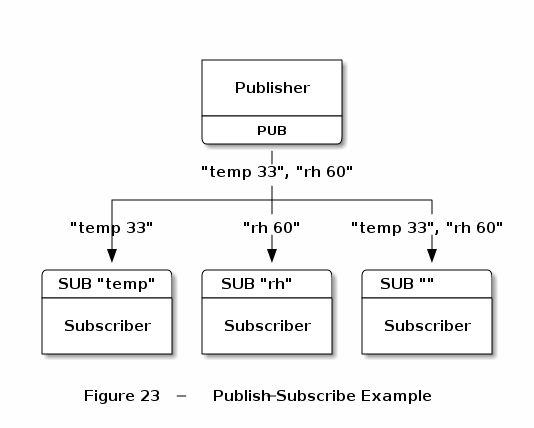 Publisher
PUB
"temp 33", "rh 60"
"temp 33" "rh 60" "temp 33", "rh 60"
SUB "temp" SUB "rh" SUB ""
Subscriber Subscriber Subscriber
Figure 23 – Publish-Subscribe Example